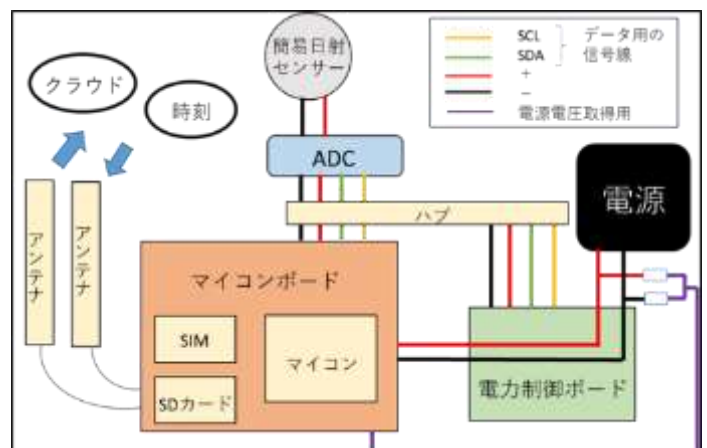 簡易日射
センサー
SCL
SDA
データ用の
信号線
+
−
電源電圧取得用
クラウド
時刻
ADC
電源
ハブ
アンテナ
アンテナ
マイコンボード
SIM
マイコン
SDカード
電力制御ボード